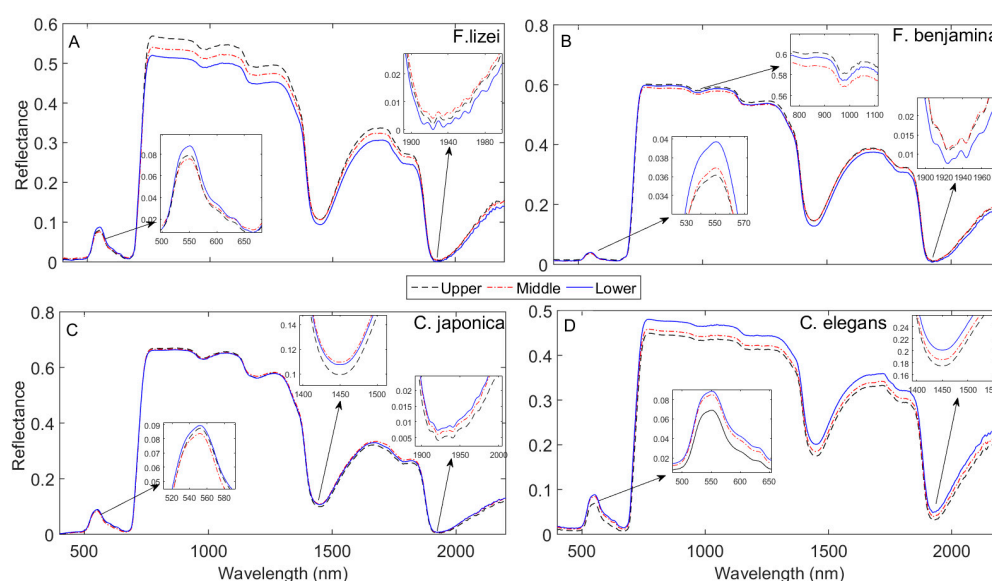 A
F.lizei
Reflectance
0.6
0.5
0.4
0.3
0.2
0.1
0
0.08
0.06
0.04
0.02
500 550 600 650
0.02
0.01
0
1900 1940 1980
B
F. benjamina
0.8
0.6
0.4
0.2
0
0.6
0.58
0.56
800 900 1000 1100
0.04
0.038
0.036
0.034
530 550 570
0.02
0.015
0.01
1900 1920 1940 1960
Upper Middle Lower
C
C. japonica
Reflectance
0.8
0.6
0.4
0.2
0
500 1000 1500 2000
Wavelength (nm)
0.09
0.08
0.07
0.06
0.05
520 540 560 580
0.14
0.12
0.1
1400 1500
0.02
0.015
0.01
0.005
1900 1950 2000
D
C. elegans
0.5
0.4
0.3
0.2
0.1
0
500 1000 1500 2000
Wavelength (nm)
0.08
0.06
0.04
0.02
500 550 600 650
0.24
0.22
0.2
0.18
0.16
1400 1450 1500